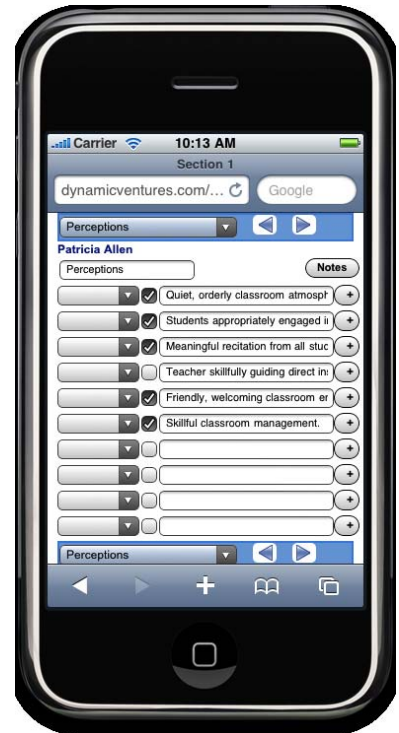 Carrier 10:13 AM
Section 1
dynamicventures.com/... Google
Perceptions
Patricia Allen
Perceptions Notes
Quiet, orderly classroom atmosph +
Students appropriately engaged i +
Meaningful recitation from all stuc +
Teacher skillfully guiding direct in +
Friendly, welcoming classroom er +
Skillful classroom management. +
+
+
+
+
Perceptions